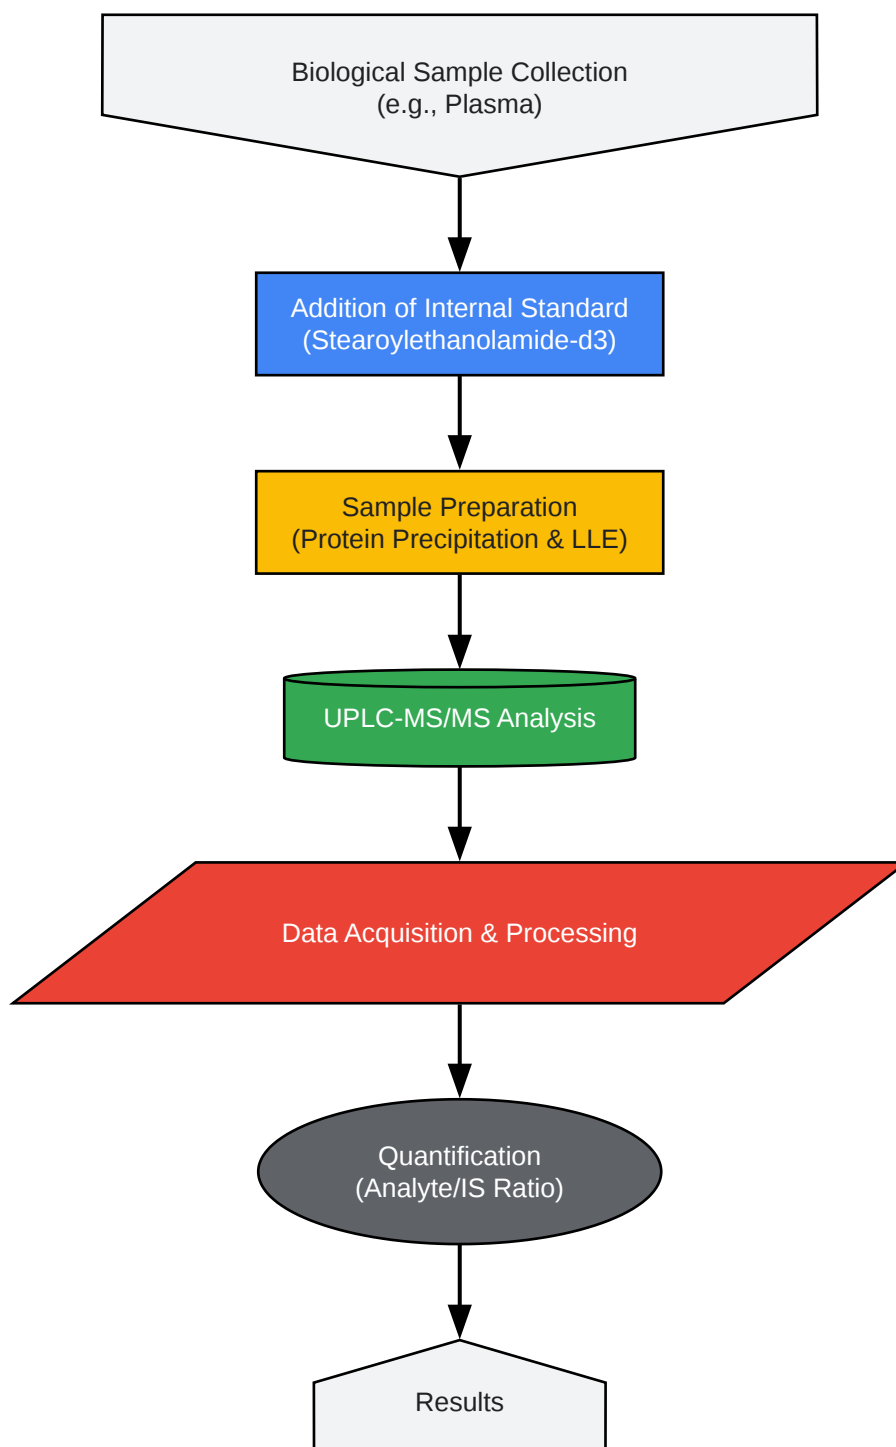 Biological Sample Collection
(e.g., Plasma)
Addition of Internal Standard
(Stearoylethanolamide-d3)
Sample Preparation
(Protein Precipitation & LLE)
UPLC-MS/MS Analysis
Data Acquisition & Processing
Quantification
(Analyte/IS Ratio)
Results